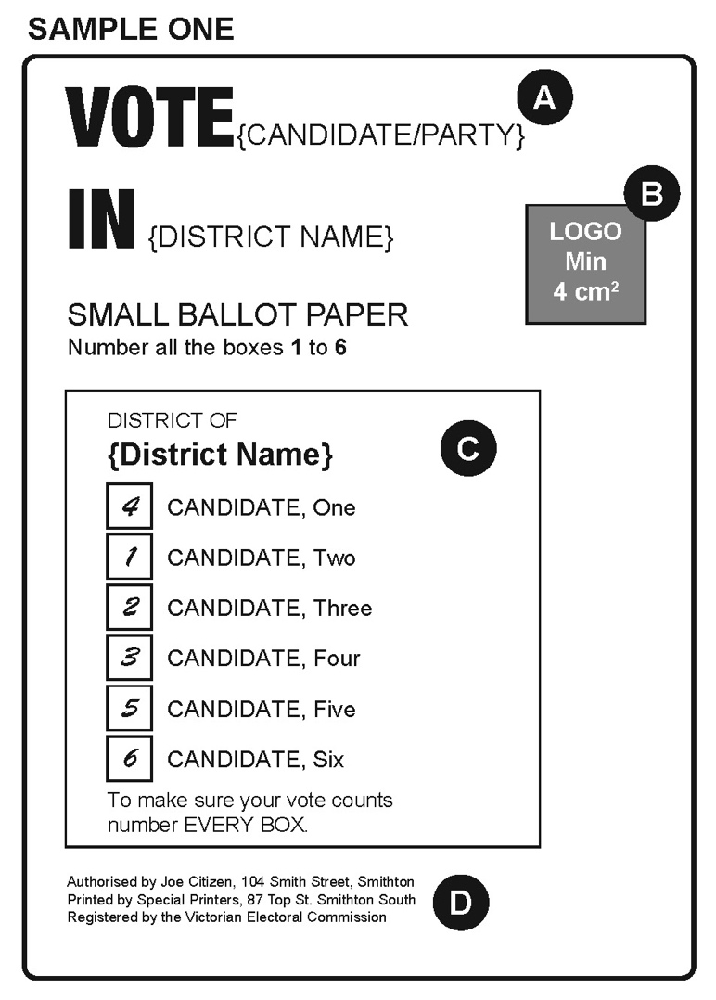 SAMPLE ONE
VOTE {CANDIDATE/PARTY} A
IN {DISTRICT NAME}
B
LOGO
Min
4 cm²
SMALL BALLOT PAPER
Number all the boxes 1 to 6
DISTRICT OF
{District Name}
C
4 CANDIDATE, One
1 CANDIDATE, Two
2 CANDIDATE, Three
3 CANDIDATE, Four
5 CANDIDATE, Five
6 CANDIDATE, Six
To make sure your vote counts
number EVERY BOX.
Authorised by Joe Citizen, 104 Smith Street, Smithton
Printed by Special Printers, 87 Top St. Smithton South
Registered by the Victorian Electoral Commission
D